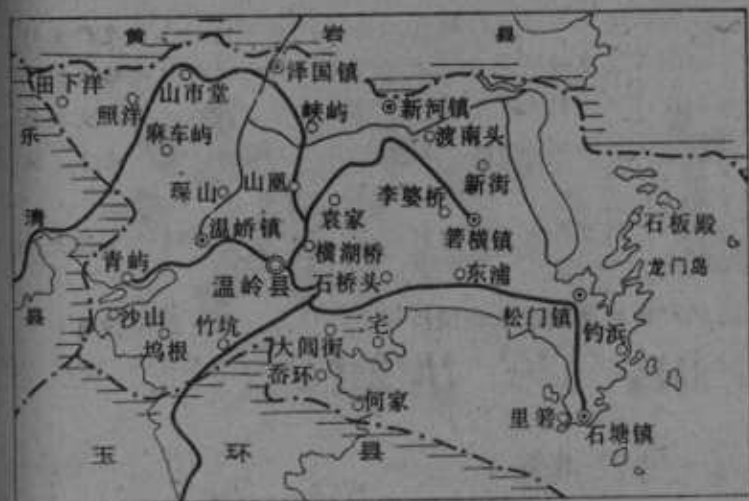 黄 岩 县
泽国镇
田下洋
山市堂
新河镇
照洋
峡屿
渡南头
乐
麻车屿
新街
琛山
山凰
李婆桥
清
袁家
石板殿
温峤镇
箬横镇
横湖桥
龙门岛
青屿
温岭县
石桥头
东浦
县
沙山
竹坑
二宅
松门镇
钓浜
坞根
大闾街
岙环
何家
里箬
石塘镇
玉 环 县